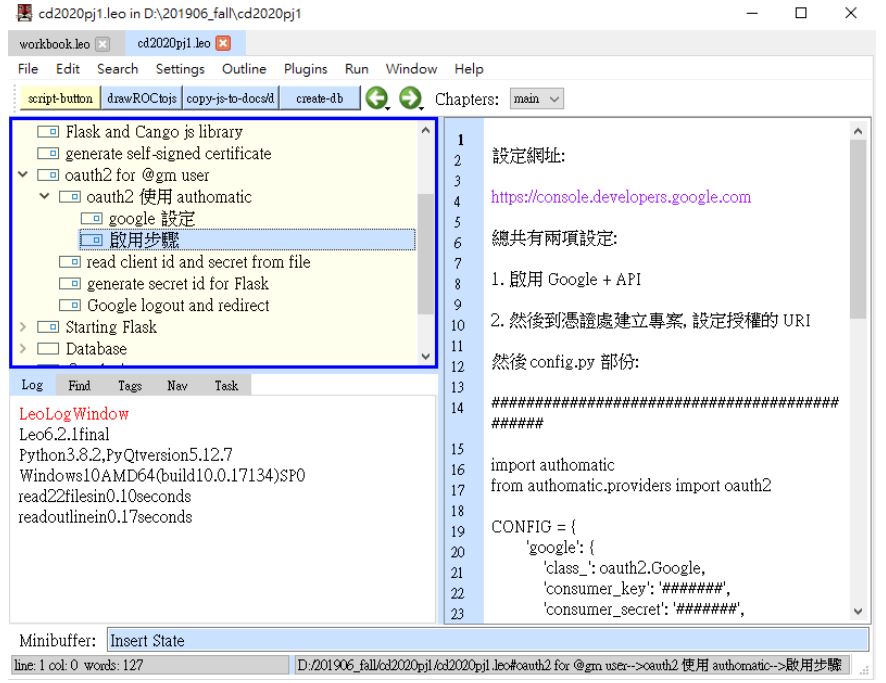 cd2020pj1.leo in D:\201906_fall\cd2020pj1
workbook.leo cd2020pj1.leo
File Edit Search Settings Outline Plugins Run Window Help
script-button drawROCtojs copy-js-to-docs/d create-db Chapters: main
Flask and Cango js library
generate self-signed certificate
oauth2 for @gm user
oauth2 使用 authomatic
google 設定
啟用步驟
read client id and secret from file
generate secret id for Flask
Google logout and redirect
Starting Flask
Database
Log Find Tags Nav Task
LeoLogWindow
Leo6.2.1final
Python3.8.2,PyQtversion5.12.7
Windows10AMD64(build10.0.17134)SP0
read22filesin0.10seconds
readoutlinein0.17seconds
1
2 設定網址:
3
4 https://console.developers.google.com
5
6 總共有兩項設定:
7
8 1. 啟用 Google + API
9
10 2. 然後到憑證處建立專案, 設定授權的 URI
11
12 然後 config.py 部份:
13
14 ########################################
######
15
16 import authomatic
17 from authomatic.providers import oauth2
18
19 CONFIG = {
20 'google': {
21 'class_': oauth2.Google,
22 'consumer_key': '#######',
23 'consumer_secret': '#######',
Minibuffer: Insert State
line: 1 col: 0 words: 127
D:/201906_fall/cd2020pj1/cd2020pj1.leo#oauth2 for @gm user-->oauth2 使用 authomatic-->啟用步驟